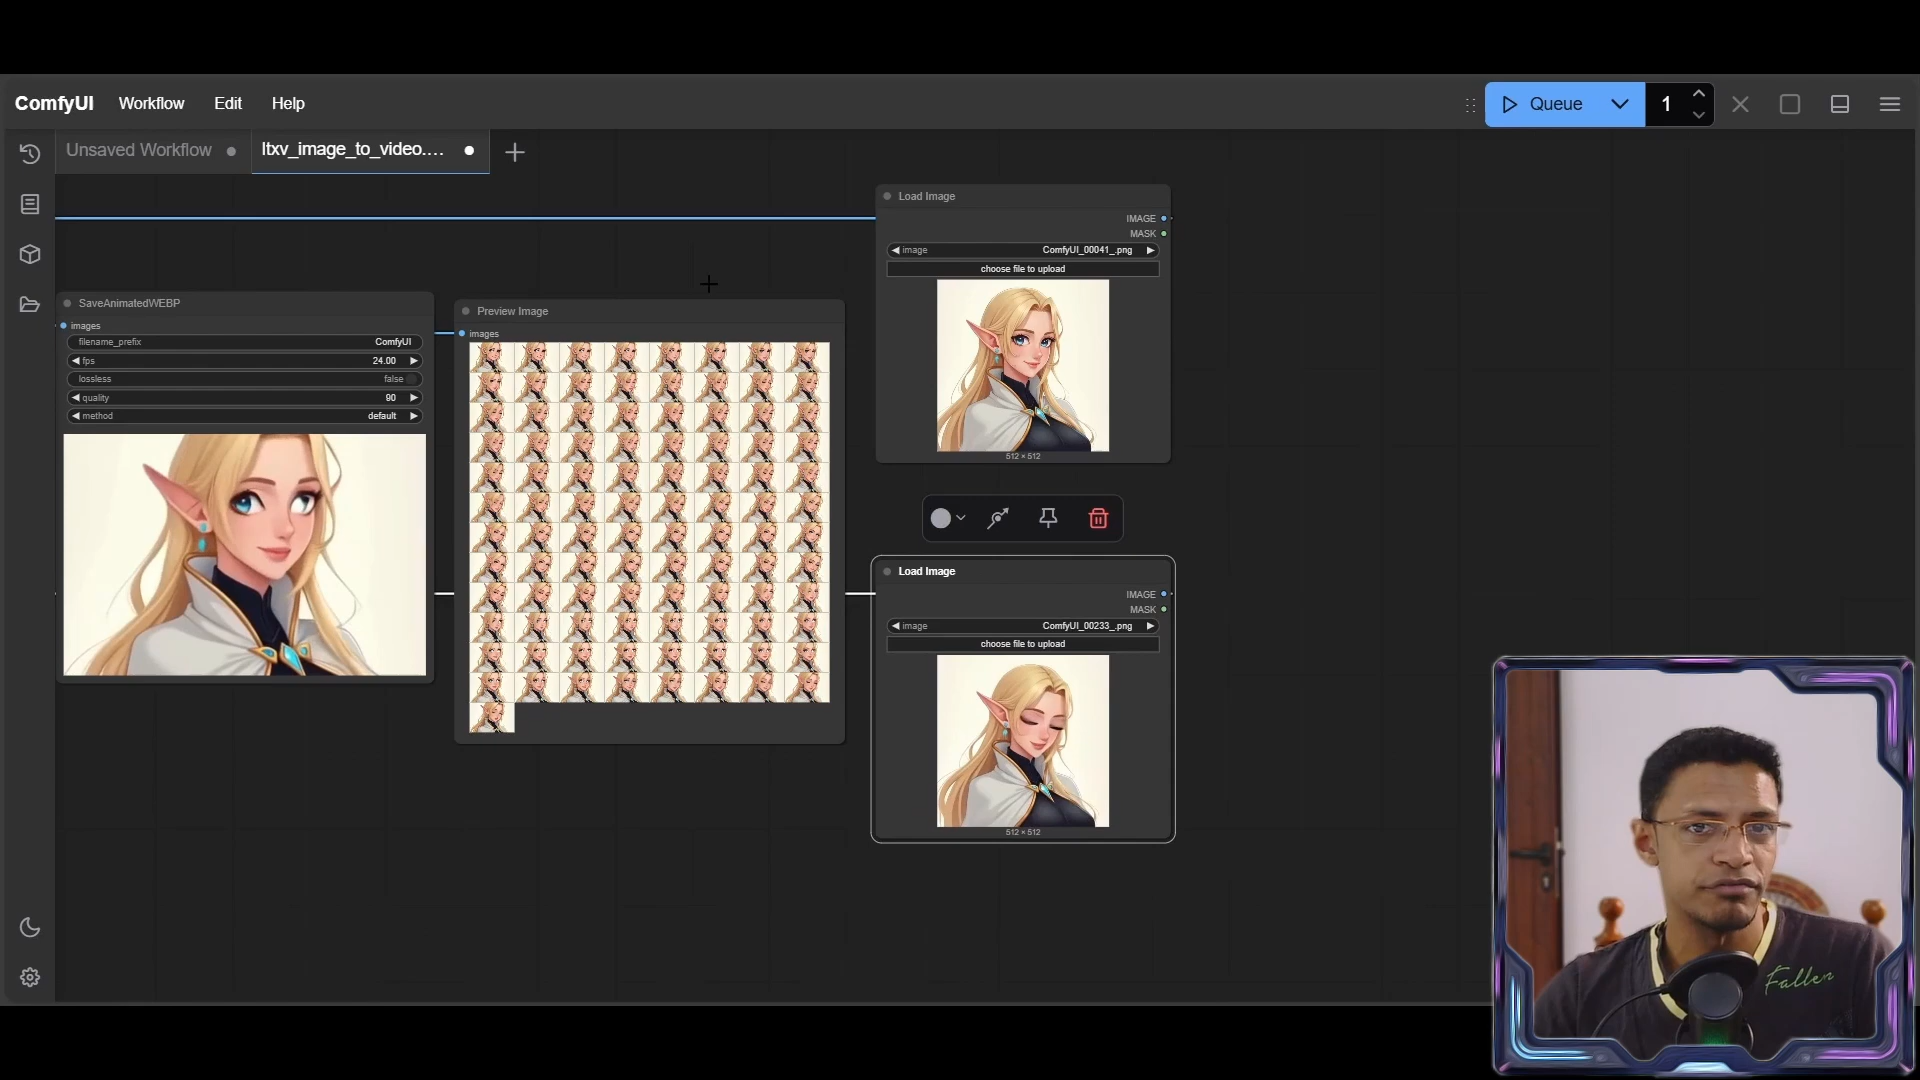 ComfyUI Workflow Edit Help
Queue 1
Unsaved Workflow
ltxv_image_to_video....
Load Image
IMAGE
MASK
image ComfyUI_00041_.png
choose file to upload
512 × 512
SaveAnimatedWEBP
images
filename_prefix ComfyUI
fps 24.00
lossless false
quality 90
method default
Preview Image
images
Load Image
IMAGE
MASK
image ComfyUI_00233_.png
choose file to upload
512 × 512
Fallen